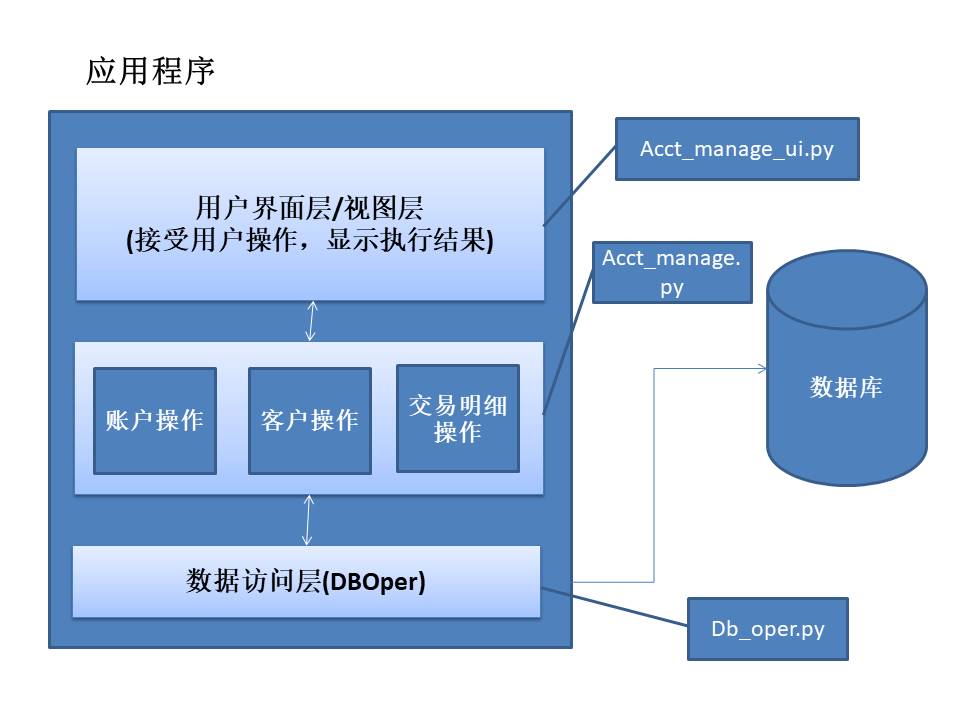 应用程序
Acct_manage_ui.py
用户界面层/视图层
(接受用户操作，显示执行结果)
Acct_manage.
py
账户操作
客户操作
交易明细
操作
数据库
数据访问层(DBOper)
Db_oper.py